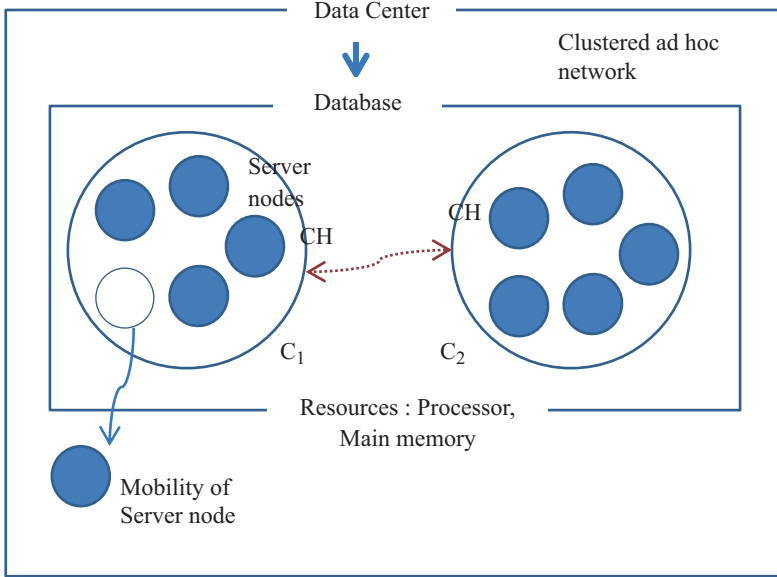 Data Center
Clustered ad hoc
network
Database
Server
nodes
CH
CH
C1
C2
Resources : Processor,
Main memory
Mobility of
Server node